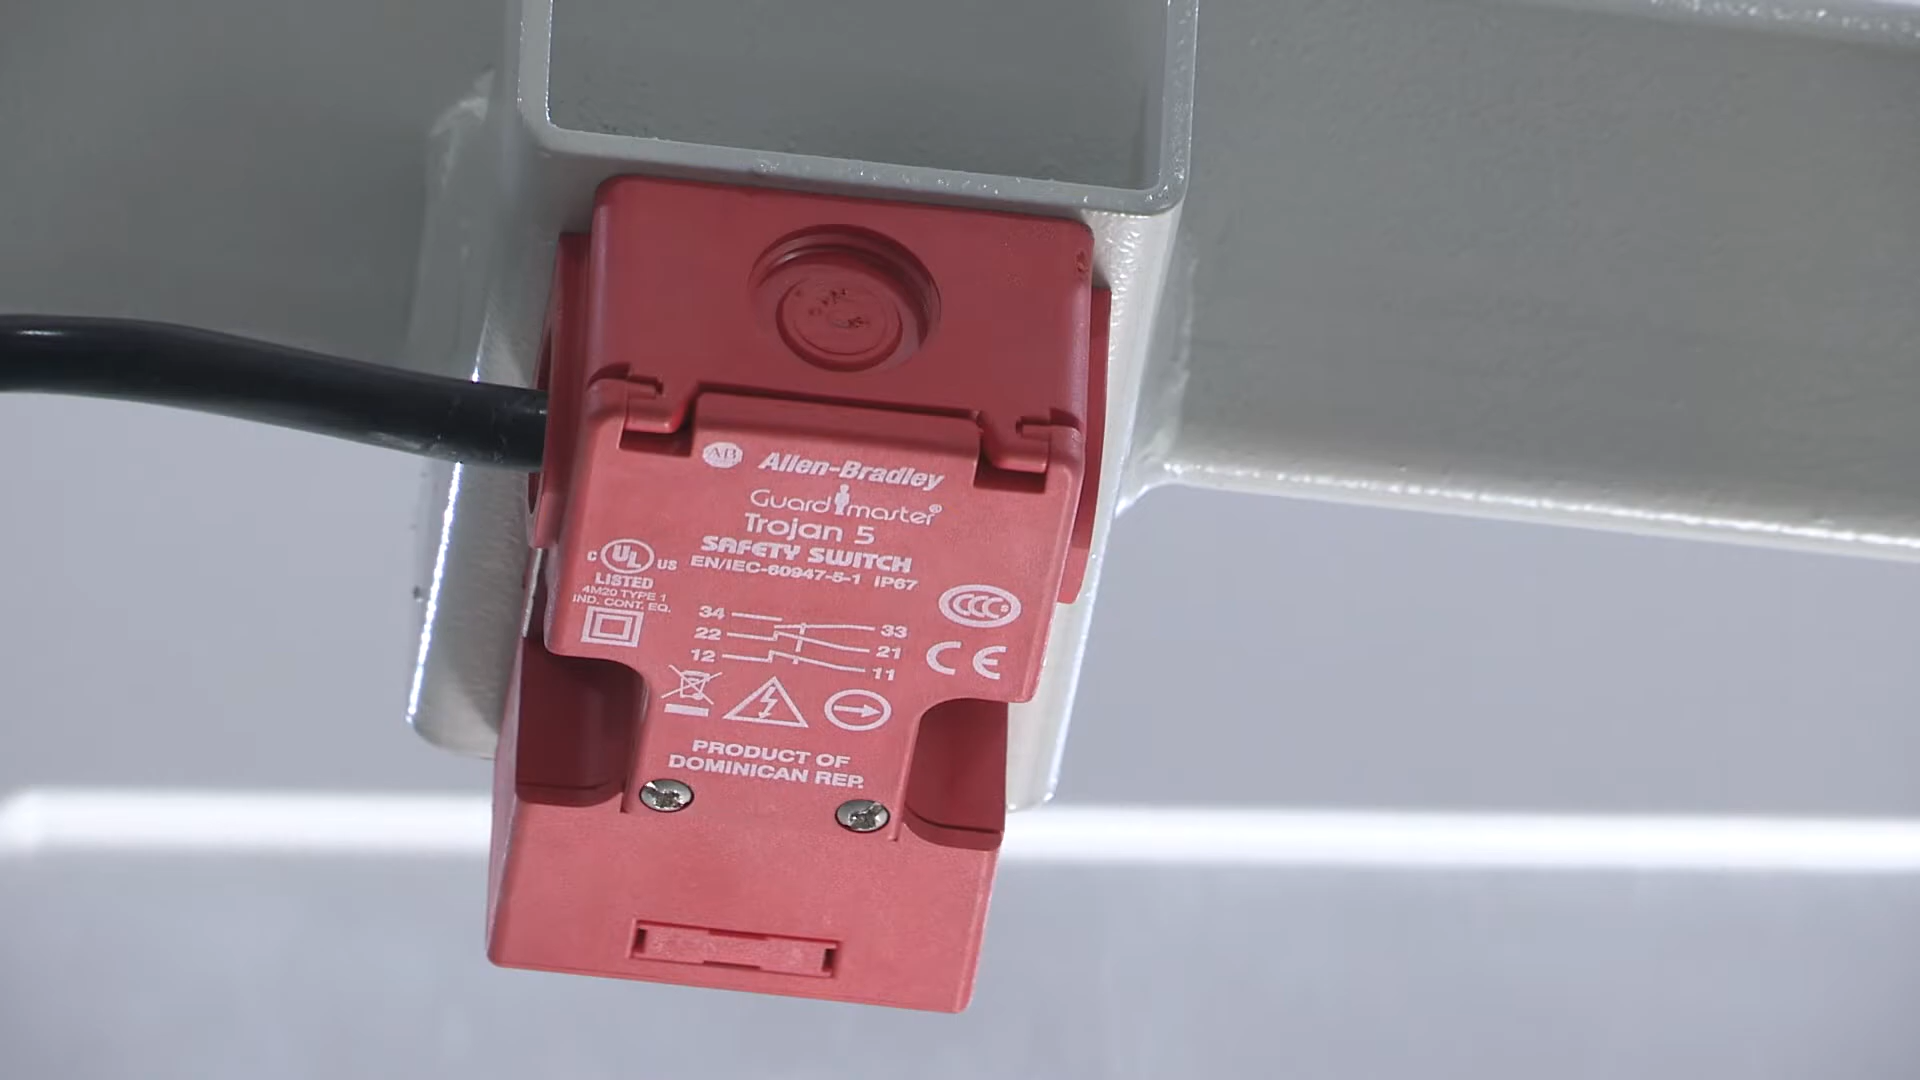 AB Allen-Bradley
Guardmaster®
Trojan 5
SAFETY SWITCH
EN/IEC-60947-5-1 IP67
C UL US
LISTED
4M20 TYPE 1
IND. CONT. EQ.
CCC
34 33
22 21
12 11
CE
PRODUCT OF
DOMINICAN REP.